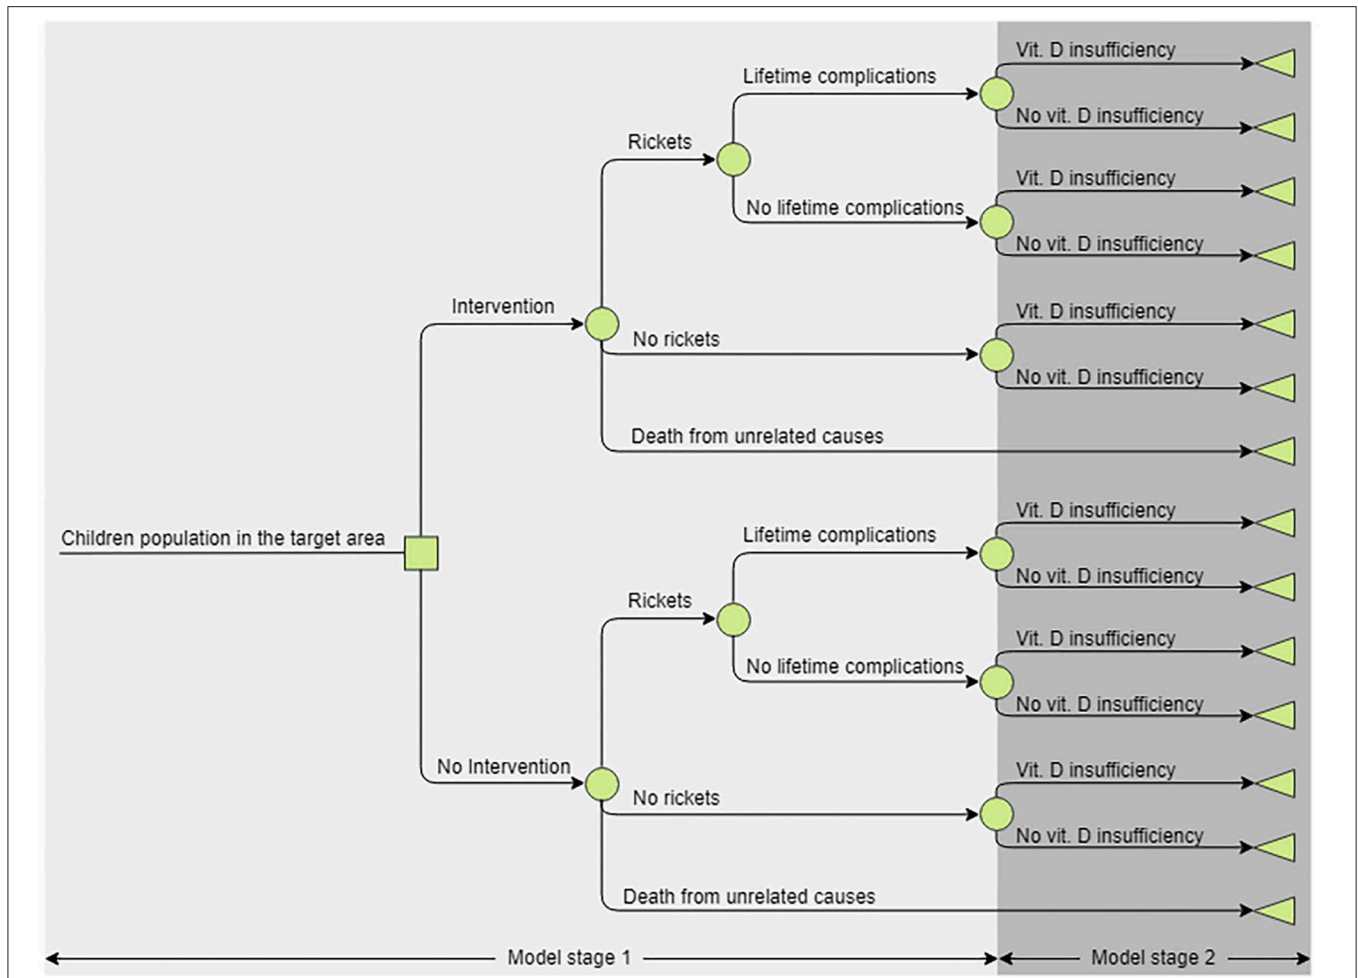 Vit. D insufficiency
Lifetime complications
No vit. D insufficiency
Rickets
Vit. D insufficiency
No lifetime complications
No vit. D insufficiency
Intervention
Vit. D insufficiency
No rickets
No vit. D insufficiency
Death from unrelated causes
Vit. D insufficiency
Children population in the target area
Lifetime complications
No vit. D insufficiency
Rickets
Vit. D insufficiency
No lifetime complications
No vit. D insufficiency
No Intervention
Vit. D insufficiency
No rickets
No vit. D insufficiency
Death from unrelated causes
Model stage 1
Model stage 2